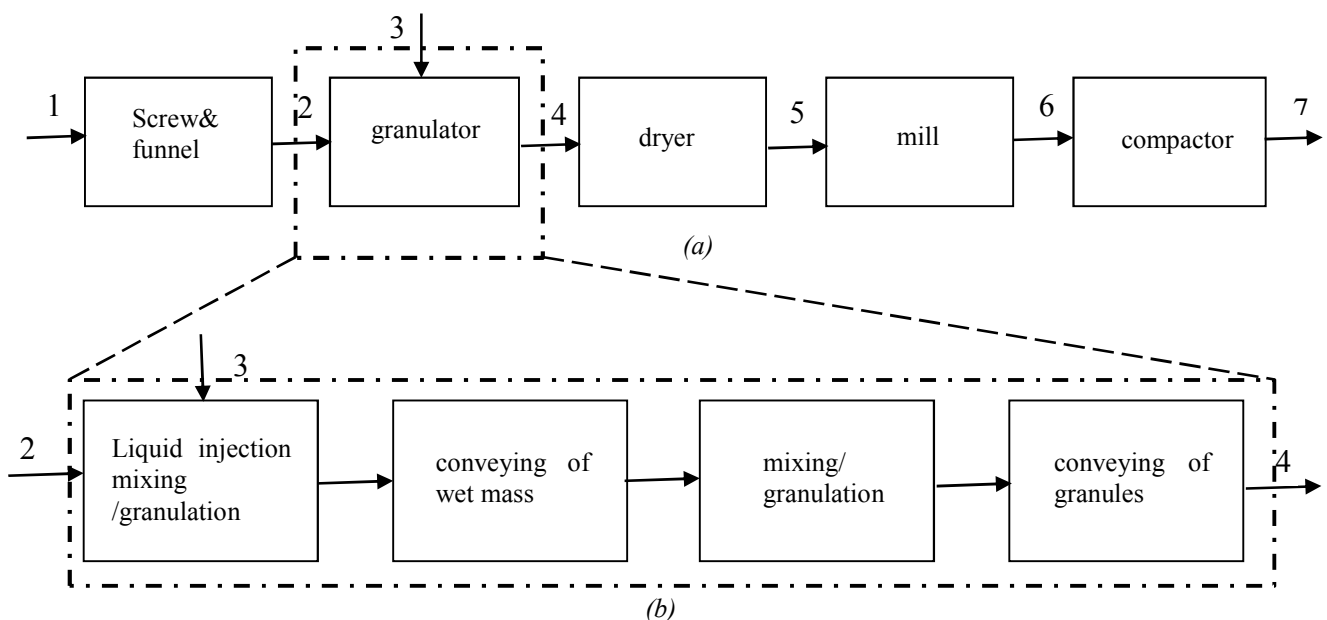 3
1
Screw&
funnel
2
granulator
4
dryer
5
mill
6
compactor
7
(a)
3
2
Liquid injection
mixing
/granulation
conveying of
wet mass
mixing/
granulation
conveying of
granules
4
(b)